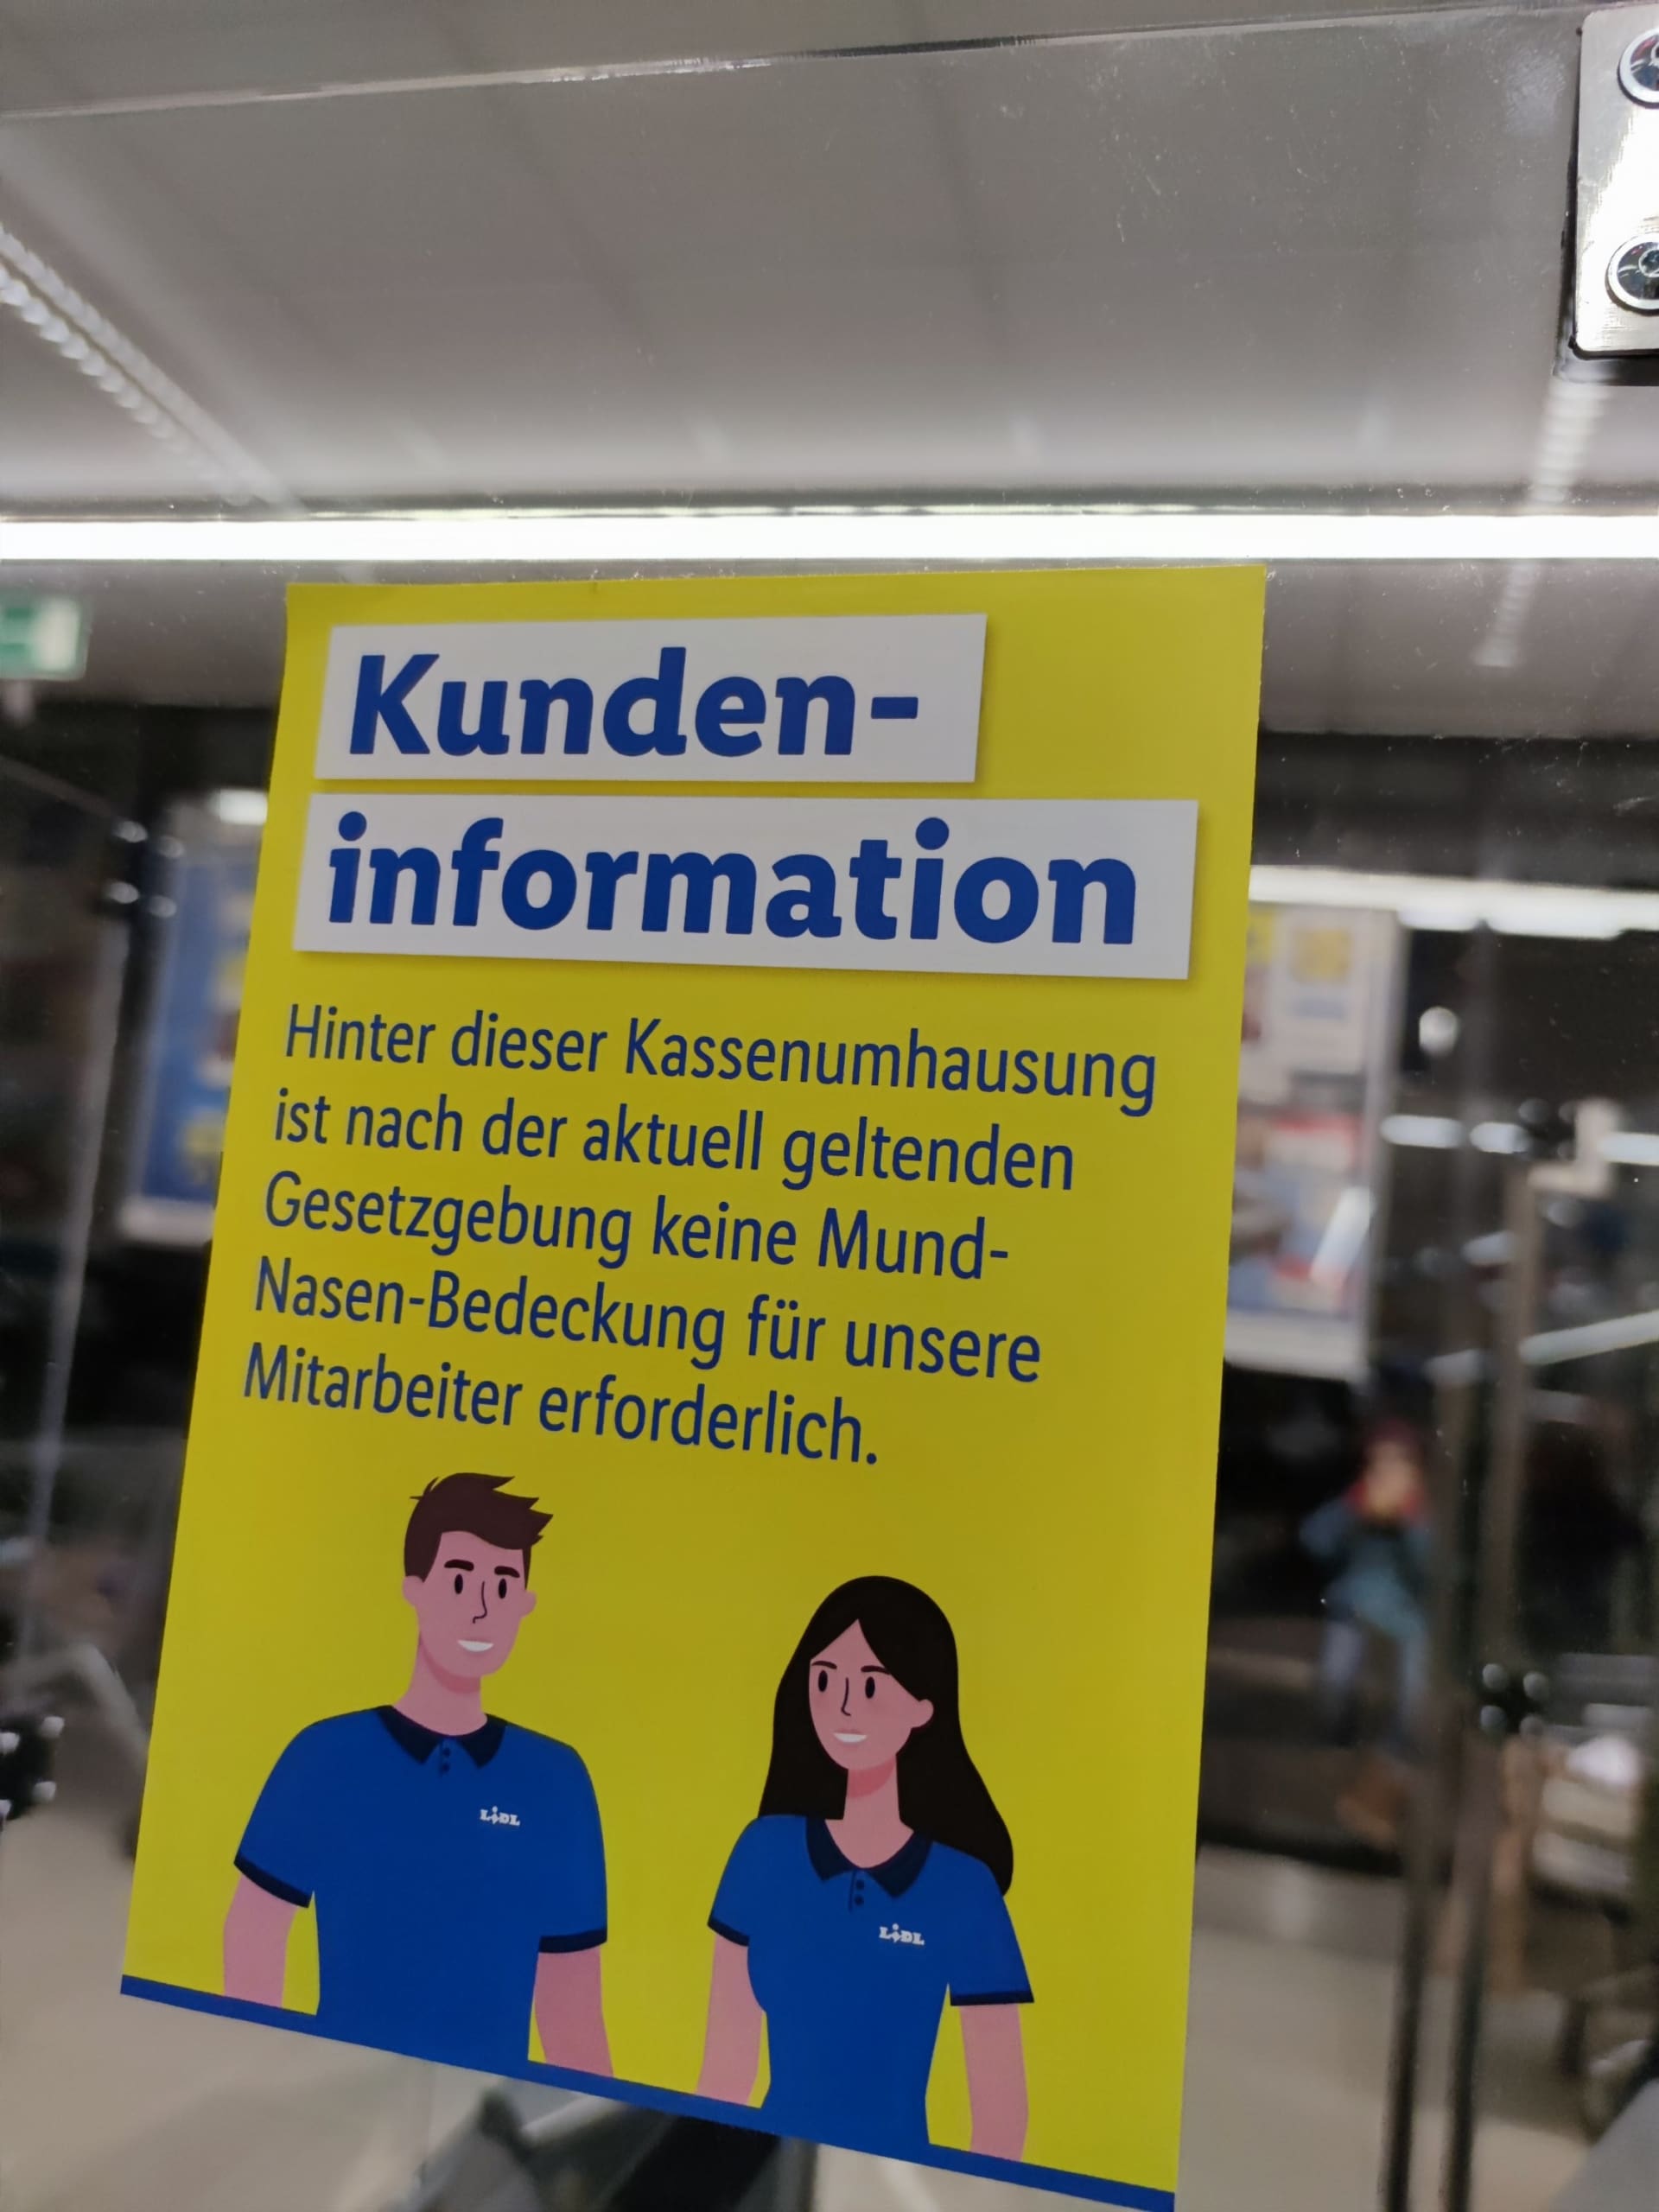 Kunden-
information
Hinter dieser Kassenumhausung
ist nach der aktuell geltenden
Gesetzgebung keine Mund-
Nasen-Bedeckung für unsere
Mitarbeiter erforderlich.
LiDL
LiDL